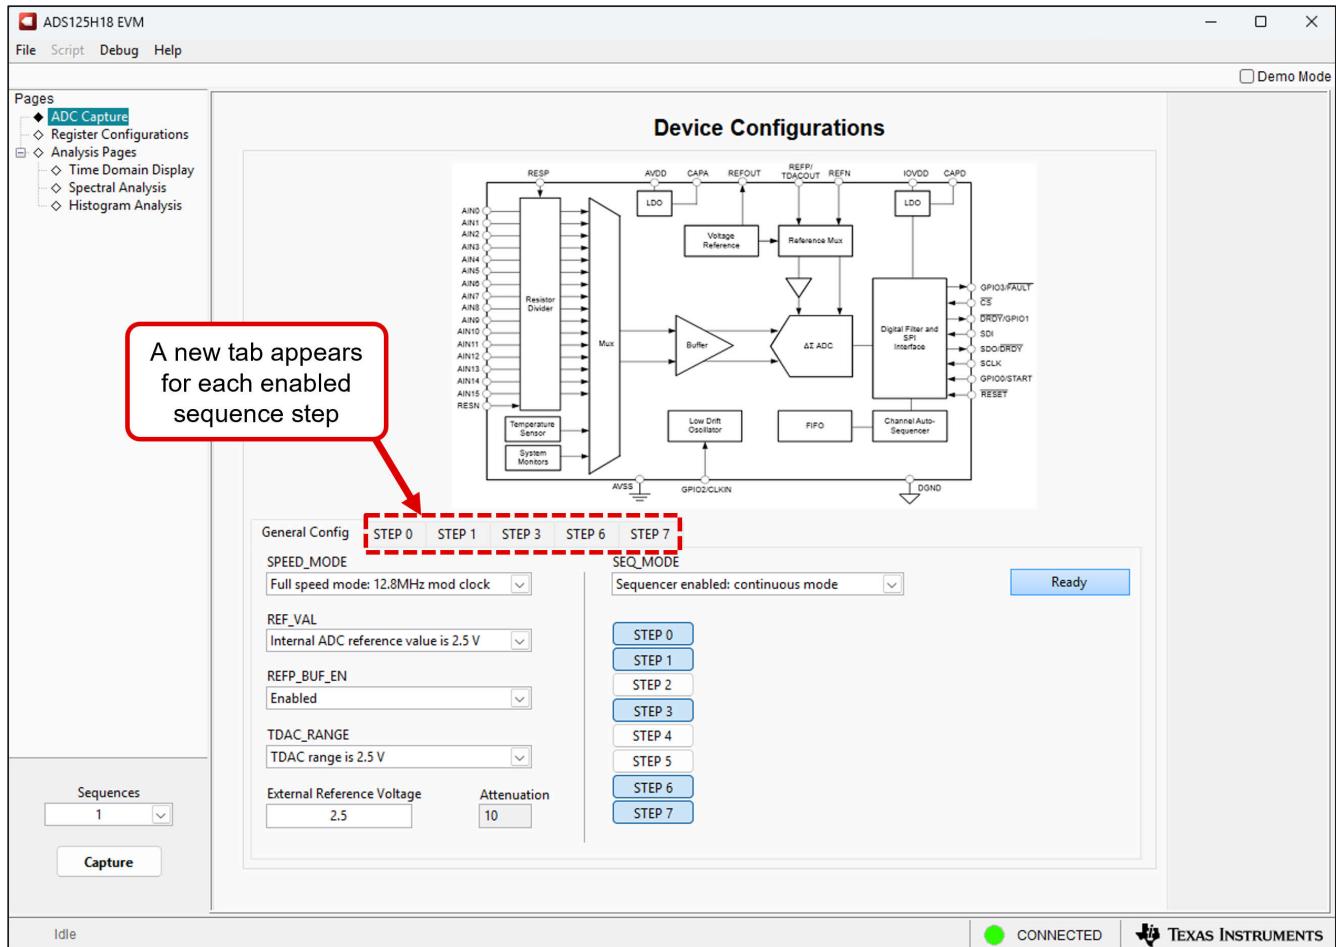 ADS125H18 EVM
File Script Debug Help
Demo Mode
Pages
ADC Capture
Register Configurations
Analysis Pages
Time Domain Display
Spectral Analysis
Histogram Analysis
Device Configurations
RESP
AVDD CAPA REFOUT REFP/TDACOUT REFN IOVDD CAPD
LDO
LDO
AIN0
AIN1
AIN2
AIN3
AIN4
AIN5
AIN6
AIN7
AIN8
AIN9
AIN10
AIN11
AIN12
AIN13
AIN14
AIN15
RESN
Resistor
Divider
Mux
Voltage
Reference
Reference Mux
Buffer
ΔΣ ADC
Digital Filter and
SPI
Interface
GPIO3/FAULT
CS
DRDY/GPIO1
SDI
SDO/DRDY
SCLK
GPIO0/START
RESET
Temperature
Sensor
System
Monitors
Low Drift
Oscillator
FIFO
Channel Auto-
Sequencer
AVSS
GPIO2/CLKIN
DGND
A new tab appears
for each enabled
sequence step
General Config STEP 0 STEP 1 STEP 3 STEP 6 STEP 7
SPEED_MODE
Full speed mode: 12.8MHz mod clock
REF_VAL
Internal ADC reference value is 2.5 V
REFP_BUF_EN
Enabled
TDAC_RANGE
TDAC range is 2.5 V
External Reference Voltage Attenuation
2.5 10
SEQ_MODE
Sequencer enabled: continuous mode
Ready
STEP 0
STEP 1
STEP 2
STEP 3
STEP 4
STEP 5
STEP 6
STEP 7
Sequences
1
Capture
Idle
CONNECTED
TEXAS INSTRUMENTS